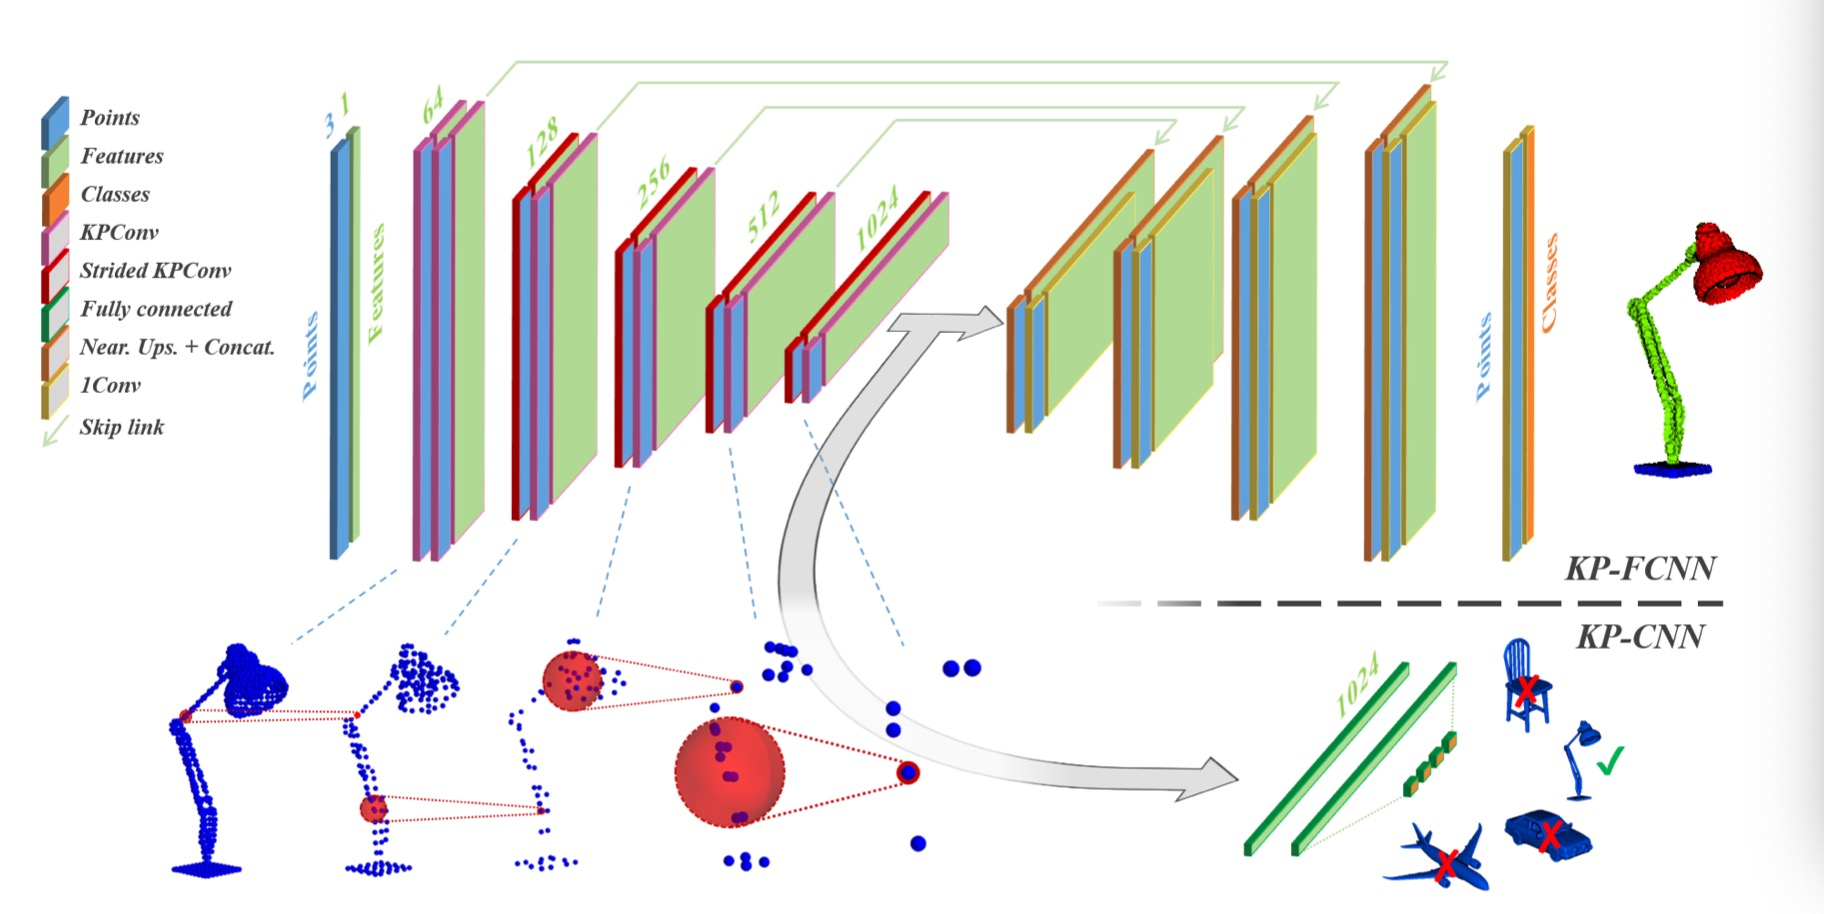 Points
Features
Classes
KPConv
Strided KPConv
Fully connected
Near. Ups. + Concat.
1Conv
Skip link
3 1
Points
Features
64
128
256
512
1024
Points
Classes
KP-FCNN
KP-CNN
1024